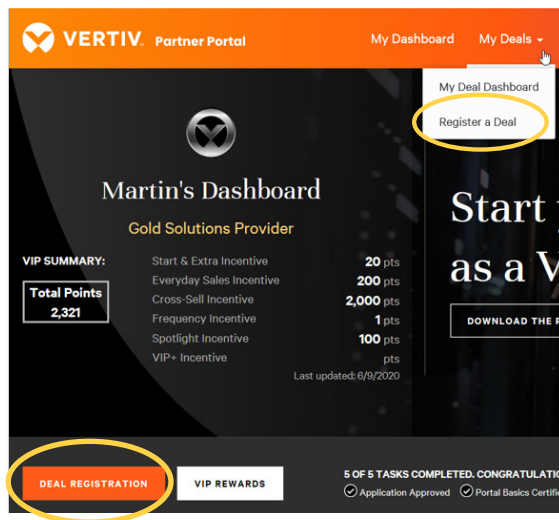 VERTIV. Partner Portal
My Dashboard My Deals
My Deal Dashboard
Register a Deal
Martin's Dashboard
Gold Solutions Provider
VIP SUMMARY:
Total Points
2,321
Start & Extra Incentive 20 pts
Everyday Sales Incentive 200 pts
Cross-Sell Incentive 2,000 pts
Frequency Incentive 1 pts
Spotlight Incentive 100 pts
VIP+ Incentive pts
Last updated: 6/9/2020
Start
as a V
DOWNLOAD THE
DEAL REGISTRATION
VIP REWARDS
5 OF 5 TASKS COMPLETED.
Application Approved Portal Basics